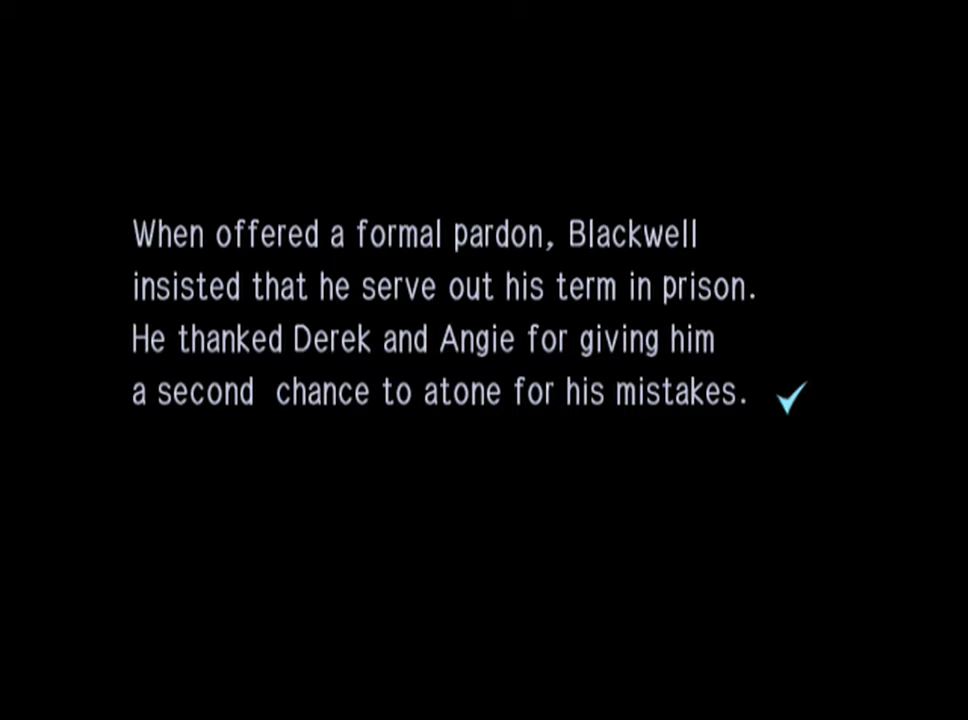 When offered a formal pardon, Blackwell
insisted that he serve out his term in prison.
He thanked Derek and Angie for giving him
a second  chance to atone for his mistakes.